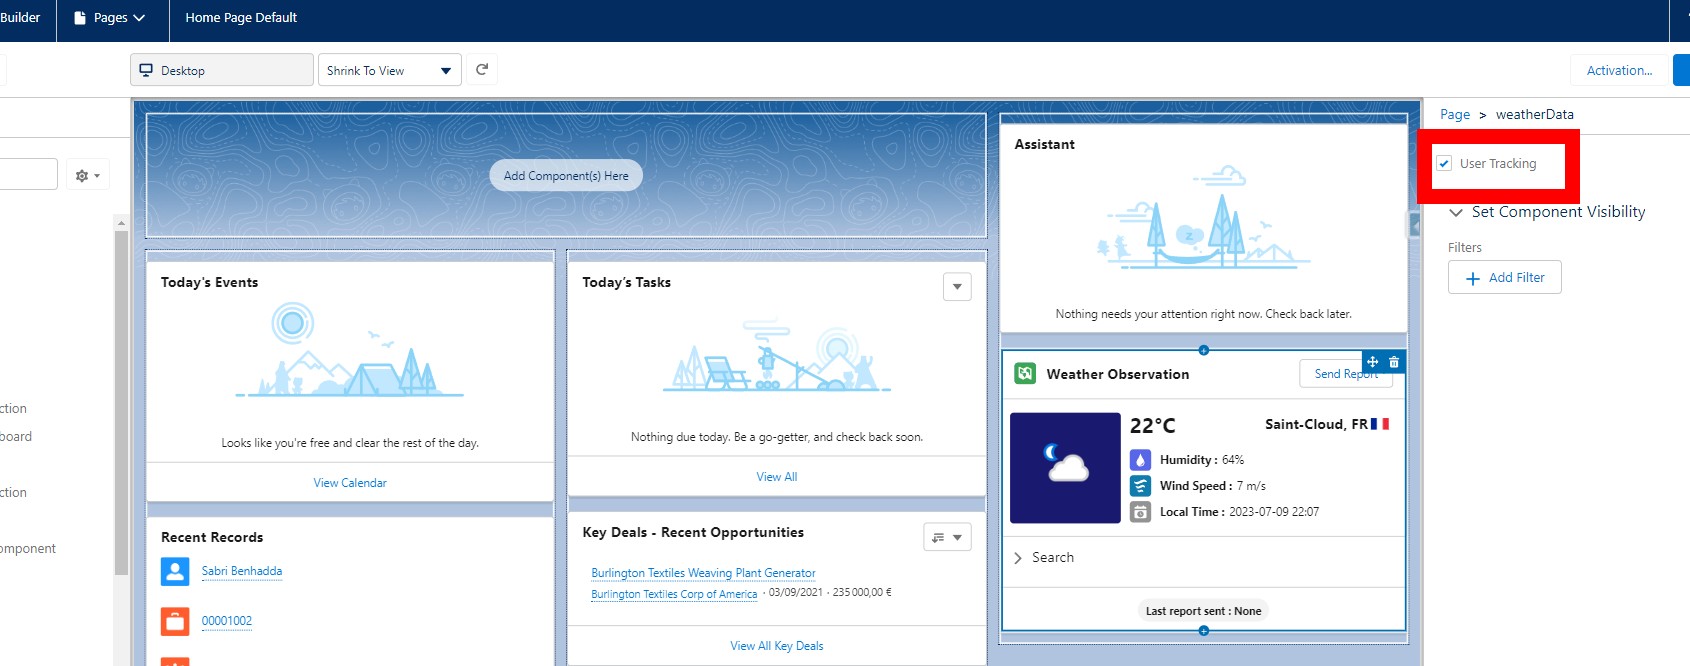 Builder
Pages
Home Page Default
Desktop
Shrink To View
Activation...
Page > weatherData
User Tracking
Set Component Visibility
Filters
Add Filter
Add Component(s) Here
Assistant
Nothing needs your attention right now. Check back later.
Today's Events
Looks like you're free and clear the rest of the day.
View Calendar
Today’s Tasks
Nothing due today. Be a go-getter, and check back soon.
View All
Weather Observation
Send Report
22°C
Saint-Cloud, FR
Humidity : 64%
Wind Speed : 7 m/s
Local Time : 2023-07-09 22:07
Search
Last report sent : None
Recent Records
Sabri Benhadda
00001002
Key Deals - Recent Opportunities
Burlington Textiles Weaving Plant Generator
Burlington Textiles Corp of America · 03/09/2021 · 235 000,00 €
View All Key Deals
ction
board
ction
omponent
z